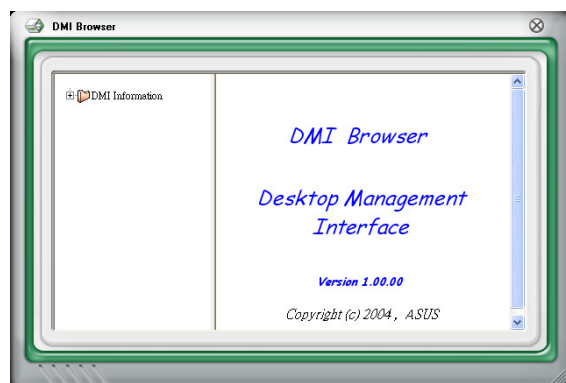 DMI Browser
DMI Information
DMI Browser
Desktop Management
Interface
Version 1.00.00
Copyright (c) 2004, ASUS